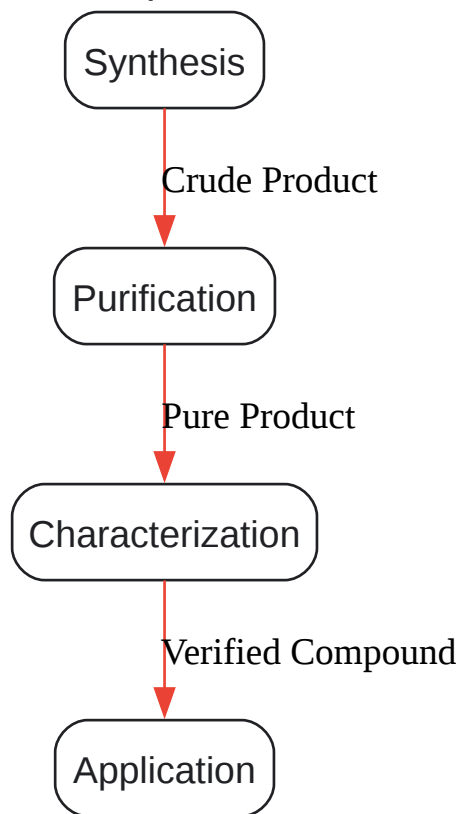 Synthesis
Crude Product
Purification
Pure Product
Characterization
Verified Compound
Application